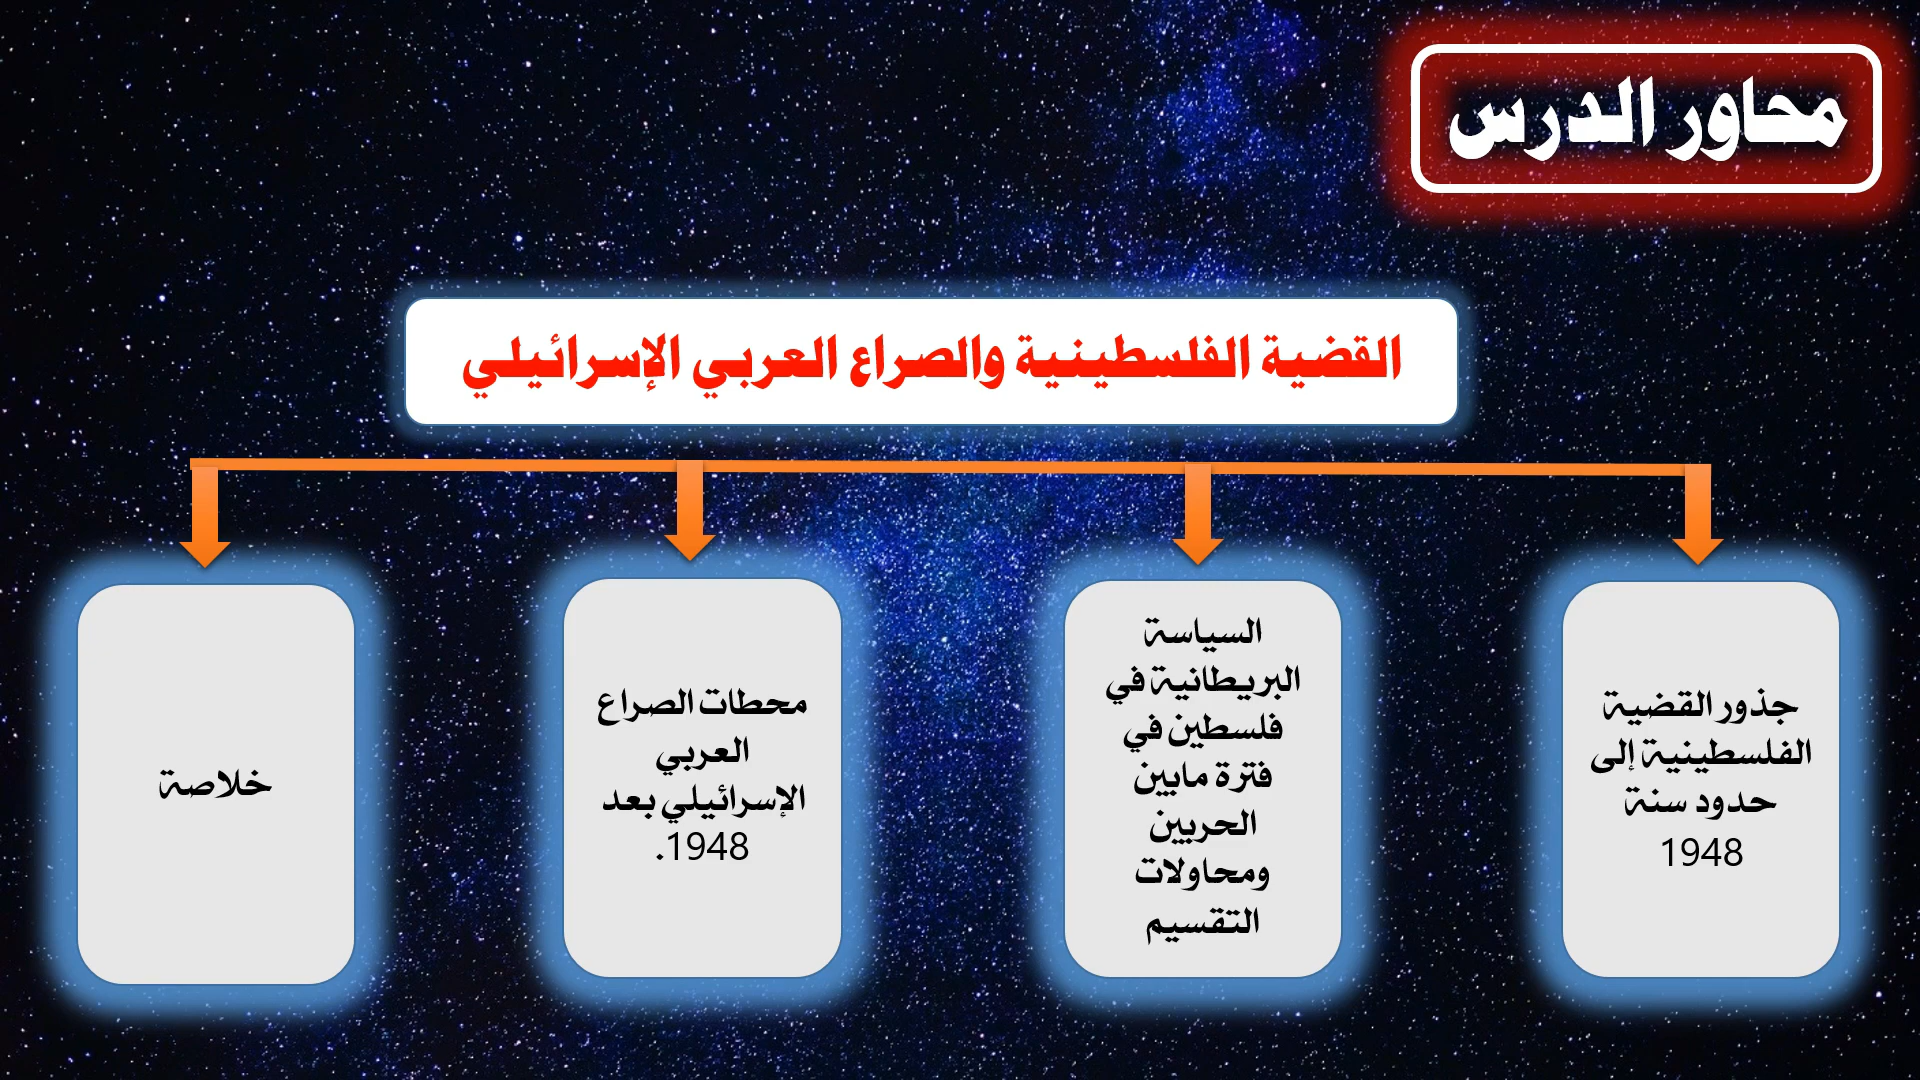 محاور الدرس
القضية الفلسطينية والصراع العربي الإسرائيلي
جذور القضية
الفلسطينية إلى
حدود سنة
1948
السياسة
البريطانية في
فلسطين في
فترة مابين
الحربين
ومحاولات
التقسيم
محطات الصراع
العربي
الإسرائيلي بعد
1948.
خلاصة